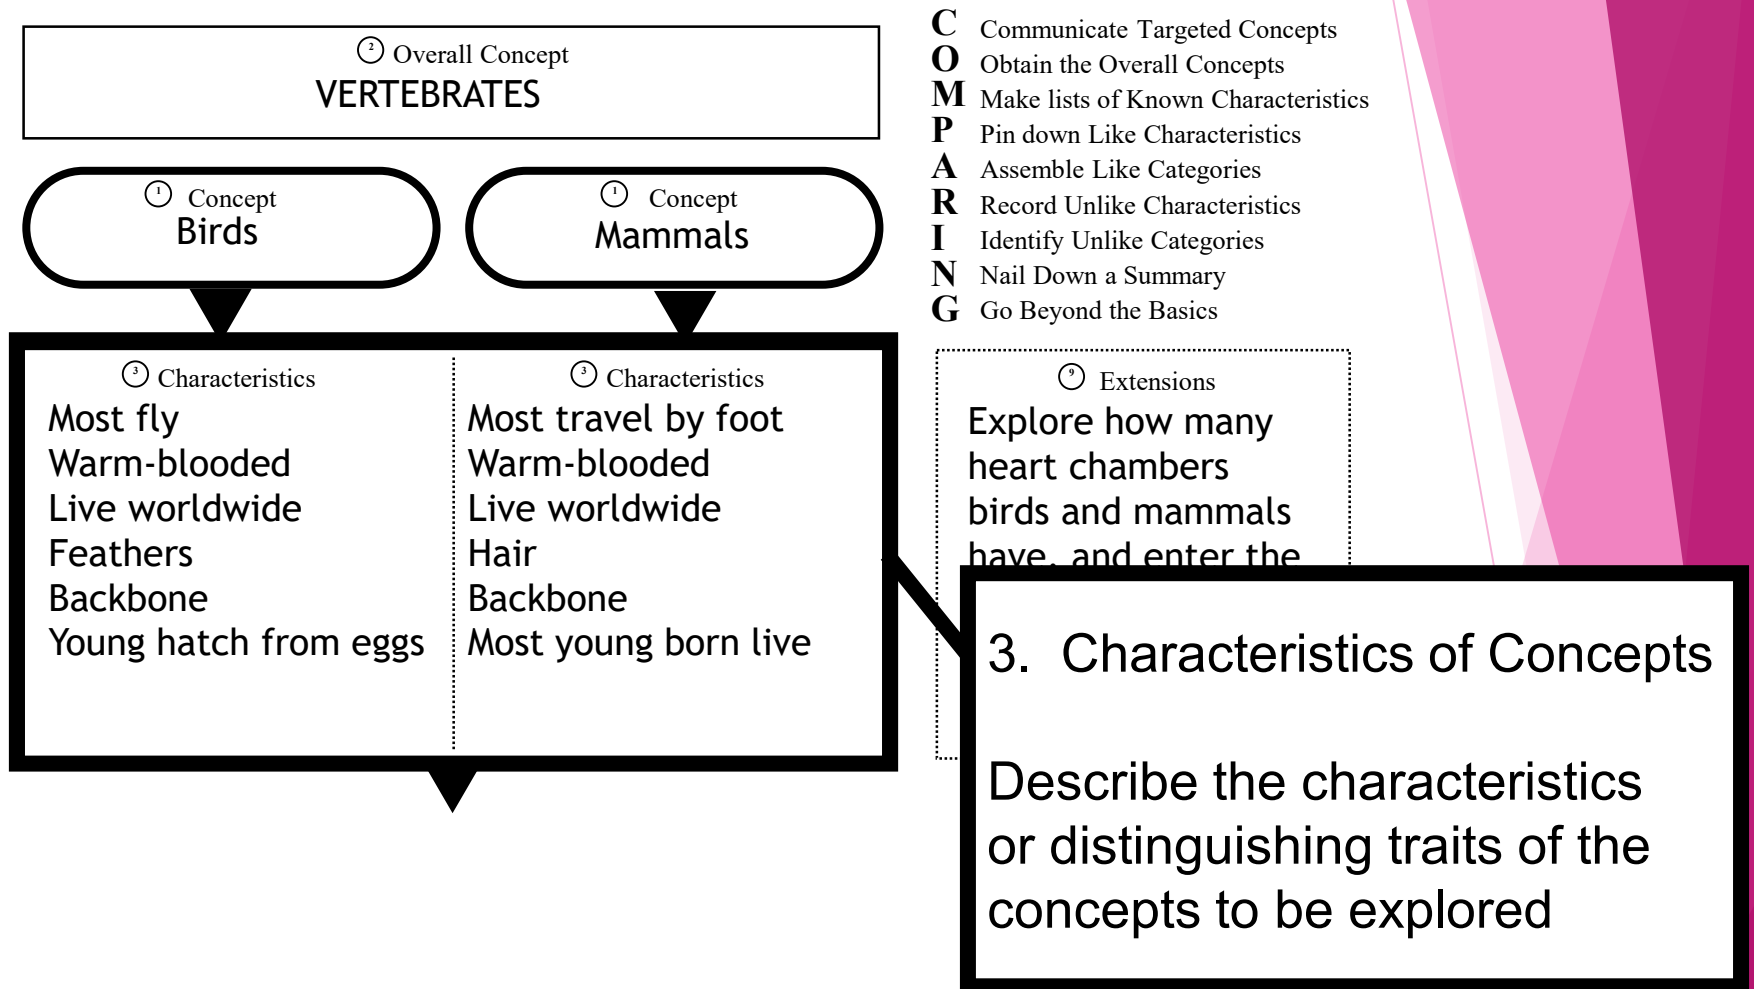 ② Overall Concept
VERTEBRATES
① Concept
Birds
① Concept
Mammals
③ Characteristics
Most fly
Warm-blooded
Live worldwide
Feathers
Backbone
Young hatch from eggs
③ Characteristics
Most travel by foot
Warm-blooded
Live worldwide
Hair
Backbone
Most young born live
C Communicate Targeted Concepts
O Obtain the Overall Concepts
M Make lists of Known Characteristics
P Pin down Like Characteristics
A Assemble Like Categories
R Record Unlike Characteristics
I Identify Unlike Categories
N Nail Down a Summary
G Go Beyond the Basics
⑨ Extensions
Explore how many
heart chambers
birds and mammals
have, and enter the
3. Characteristics of Concepts
Describe the characteristics
or distinguishing traits of the
concepts to be explored